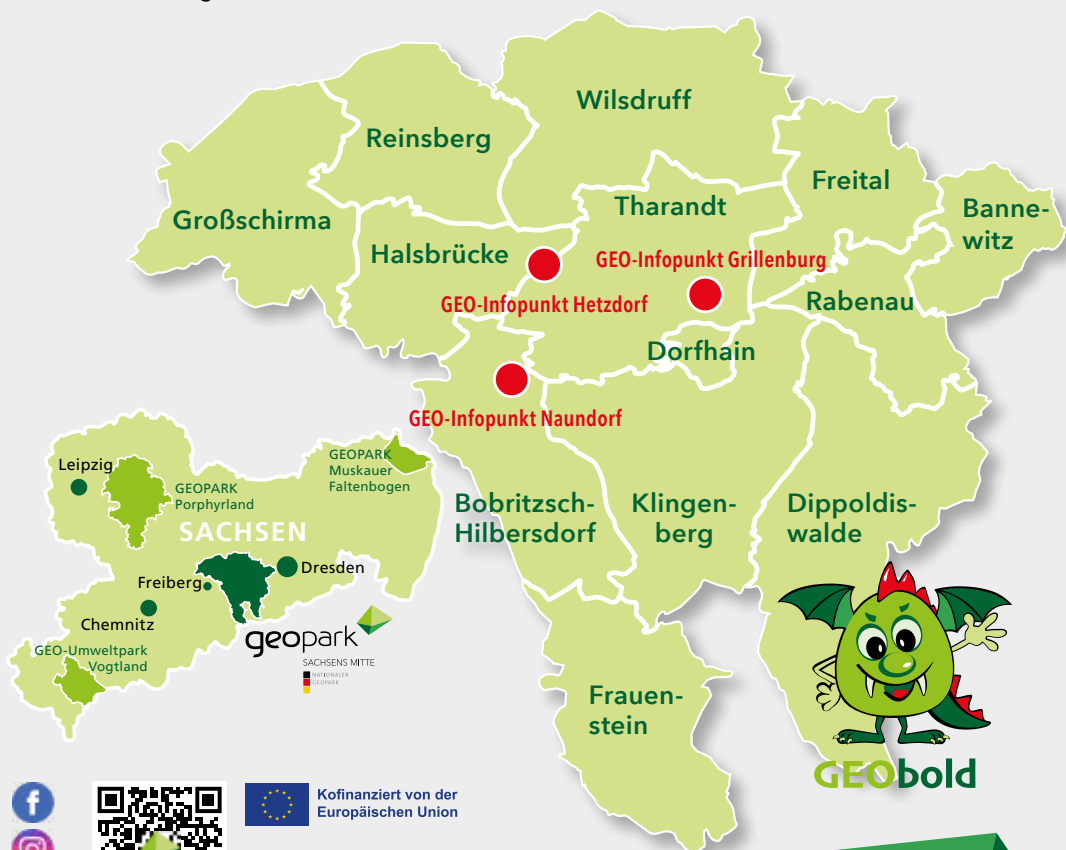 Wilsdruff
Reinsberg
Freital
Tharandt
Großschirma
Banne-
witz
Halsbrücke
GEO-Infopunkt Grillenburg
GEO-Infopunkt Hetzdorf
Rabenau
Dorfhain
GEO-Infopunkt Naundorf
Leipzig
GEOPARK
Muskauer
Faltenbogen
GEOPARK
Porphyrland
SACHSEN
Bobritzsch-
Hilbersdorf
Klingen-
berg
Dippoldis-
walde
Freiberg
Dresden
Chemnitz
geopark
SACHSENS MITTE
NATIONALER
GEOPARK
GEO-Umweltpark
Vogtland
Frauen-
stein
GEObold
f
Kofinanziert von der
Europäischen Union